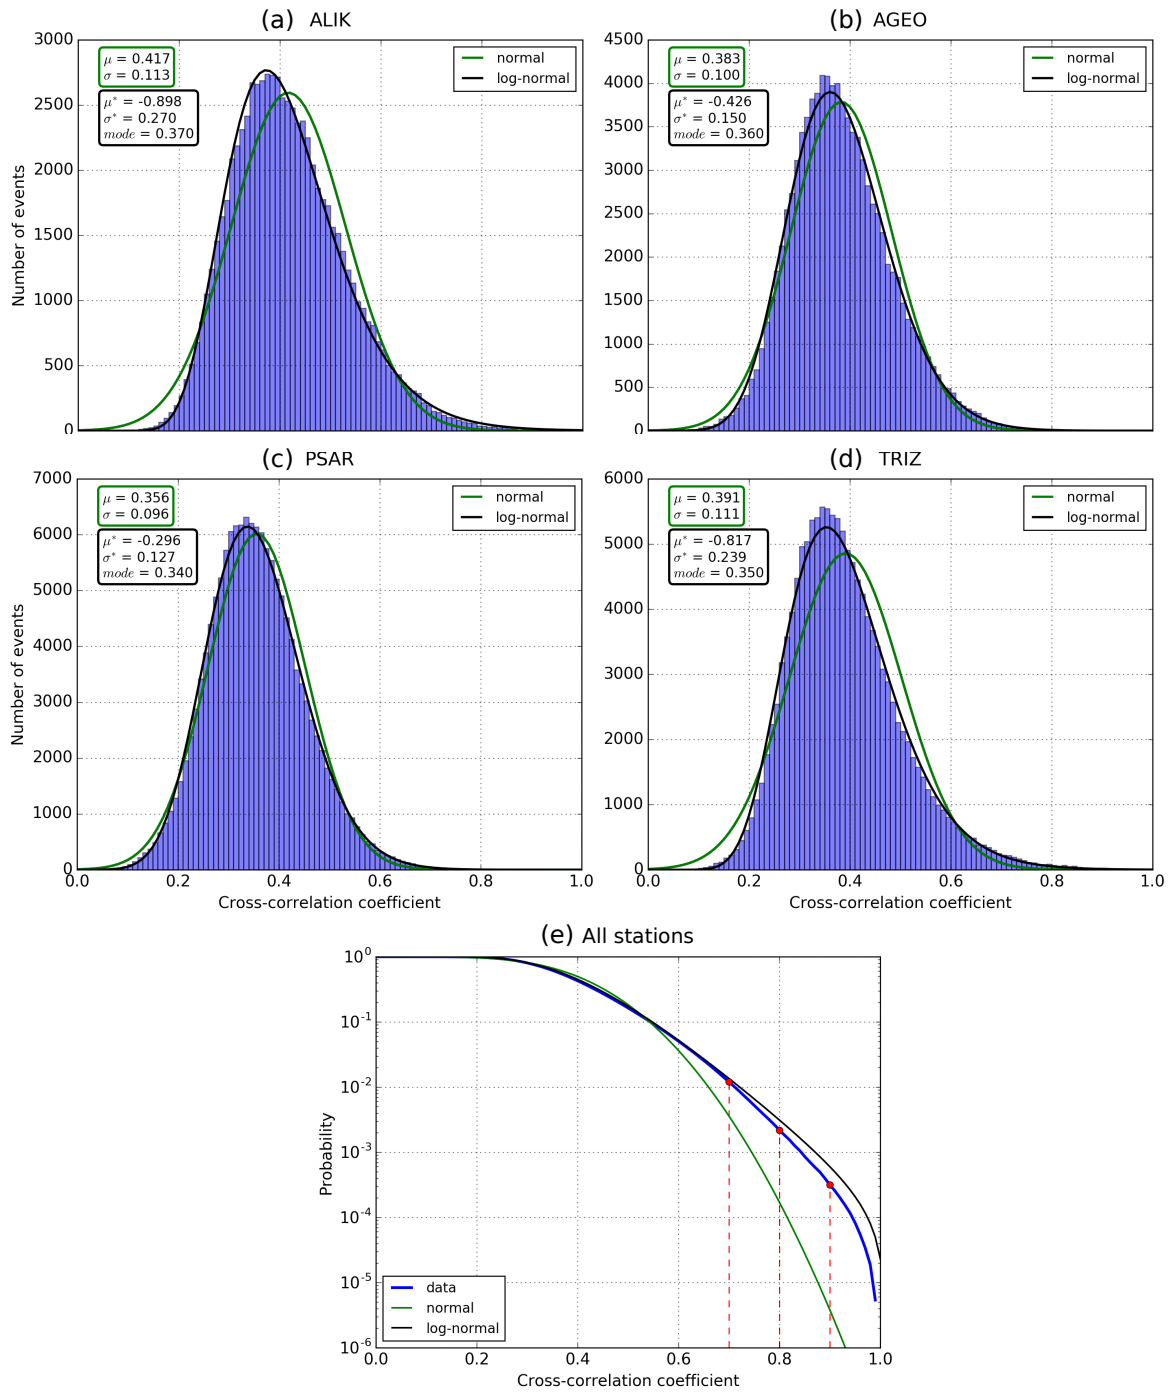 (a) ALIK
3000
2500
2000
1500
1000
500
0
Number of events
μ = 0.417
σ = 0.113
μ* = -0.898
σ* = 0.270
mode = 0.370
normal
log-normal
(b) AGEO
4500
4000
3500
3000
2500
2000
1500
1000
500
0
μ = 0.383
σ = 0.100
μ* = -0.426
σ* = 0.150
mode = 0.360
normal
log-normal
(c) PSAR
7000
6000
5000
4000
3000
2000
1000
0
Number of events
μ = 0.356
σ = 0.096
μ* = -0.296
σ* = 0.127
mode = 0.340
normal
log-normal
0.0 0.2 0.4 0.6 0.8 1.0
Cross-correlation coefficient
(d) TRIZ
6000
5000
4000
3000
2000
1000
0
μ = 0.391
σ = 0.111
μ* = -0.817
σ* = 0.239
mode = 0.350
normal
log-normal
0.0 0.2 0.4 0.6 0.8 1.0
Cross-correlation coefficient
(e) All stations
10^0
10^-1
10^-2
10^-3
10^-4
10^-5
10^-6
Probability
data
normal
log-normal
0.0 0.2 0.4 0.6 0.8 1.0
Cross-correlation coefficient